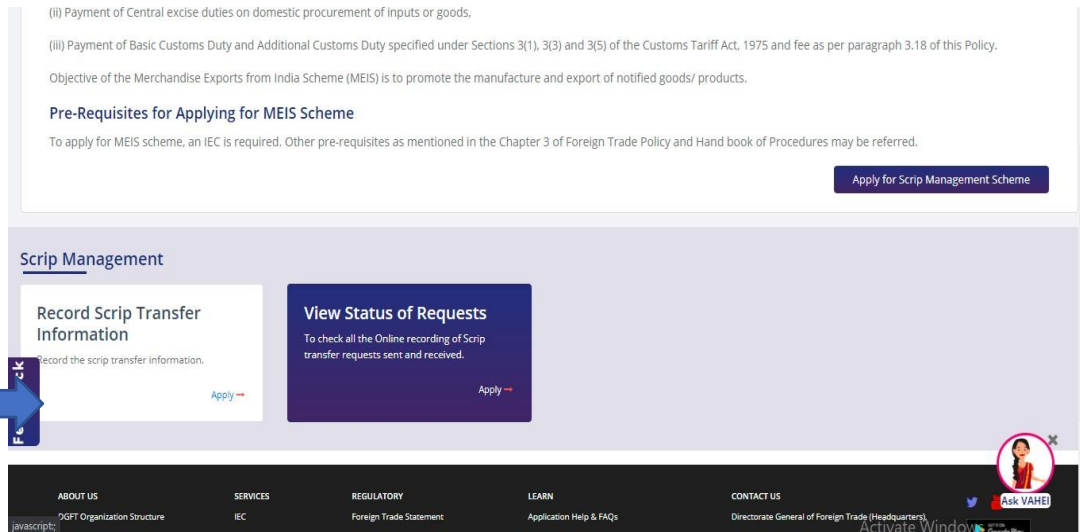 (ii) Payment of Central excise duties on domestic procurement of inputs or goods,
(iii) Payment of Basic Customs Duty and Additional Customs Duty specified under Sections 3(1), 3(3) and 3(5) of the Customs Tariff Act, 1975 and fee as per paragraph 3.18 of this Policy.
Objective of the Merchandise Exports from India Scheme (MEIS) is to promote the manufacture and export of notified goods/ products.
Pre-Requisites for Applying for MEIS Scheme
To apply for MEIS scheme, an IEC is required. Other pre-requisites as mentioned in the Chapter 3 of Foreign Trade Policy and Hand book of Procedures may be referred.
Apply for Scrip Management Scheme
Scrip Management
Record Scrip Transfer
Information
Record the scrip transfer information.
Apply
View Status of Requests
To check all the Online recording of Scrip
transfer requests sent and received.
Apply
Ask VAHEI
ABOUT US
DGFT Organization Structure
SERVICES
IEC
REGULATORY
Foreign Trade Statement
LEARN
Application Help & FAQs
CONTACT US
Directorate General of Foreign Trade (Headquarters)
Activate Windows
javascript:;